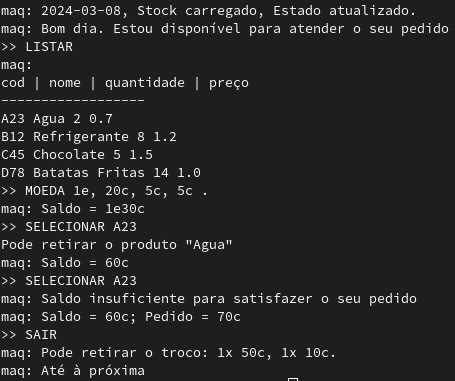 maq: 2024-03-08, Stock carregado, Estado atualizado.
maq: Bom dia. Estou disponível para atender o seu pedido
>> LISTAR
maq:
cod | nome | quantidade | preço
------------------
A23 Agua 2 0.7
B12 Refrigerante 8 1.2
C45 Chocolate 5 1.5
D78 Batatas Fritas 14 1.0
>> MOEDA 1e, 20c, 5c, 5c .
maq: Saldo = 1e30c
>> SELECIONAR A23
Pode retirar o produto "Agua"
maq: Saldo = 60c
>> SELECIONAR A23
maq: Saldo insuficiente para satisfazer o seu pedido
maq: Saldo = 60c; Pedido = 70c
>> SAIR
maq: Pode retirar o troco: 1x 50c, 1x 10c.
maq: Até à próxima